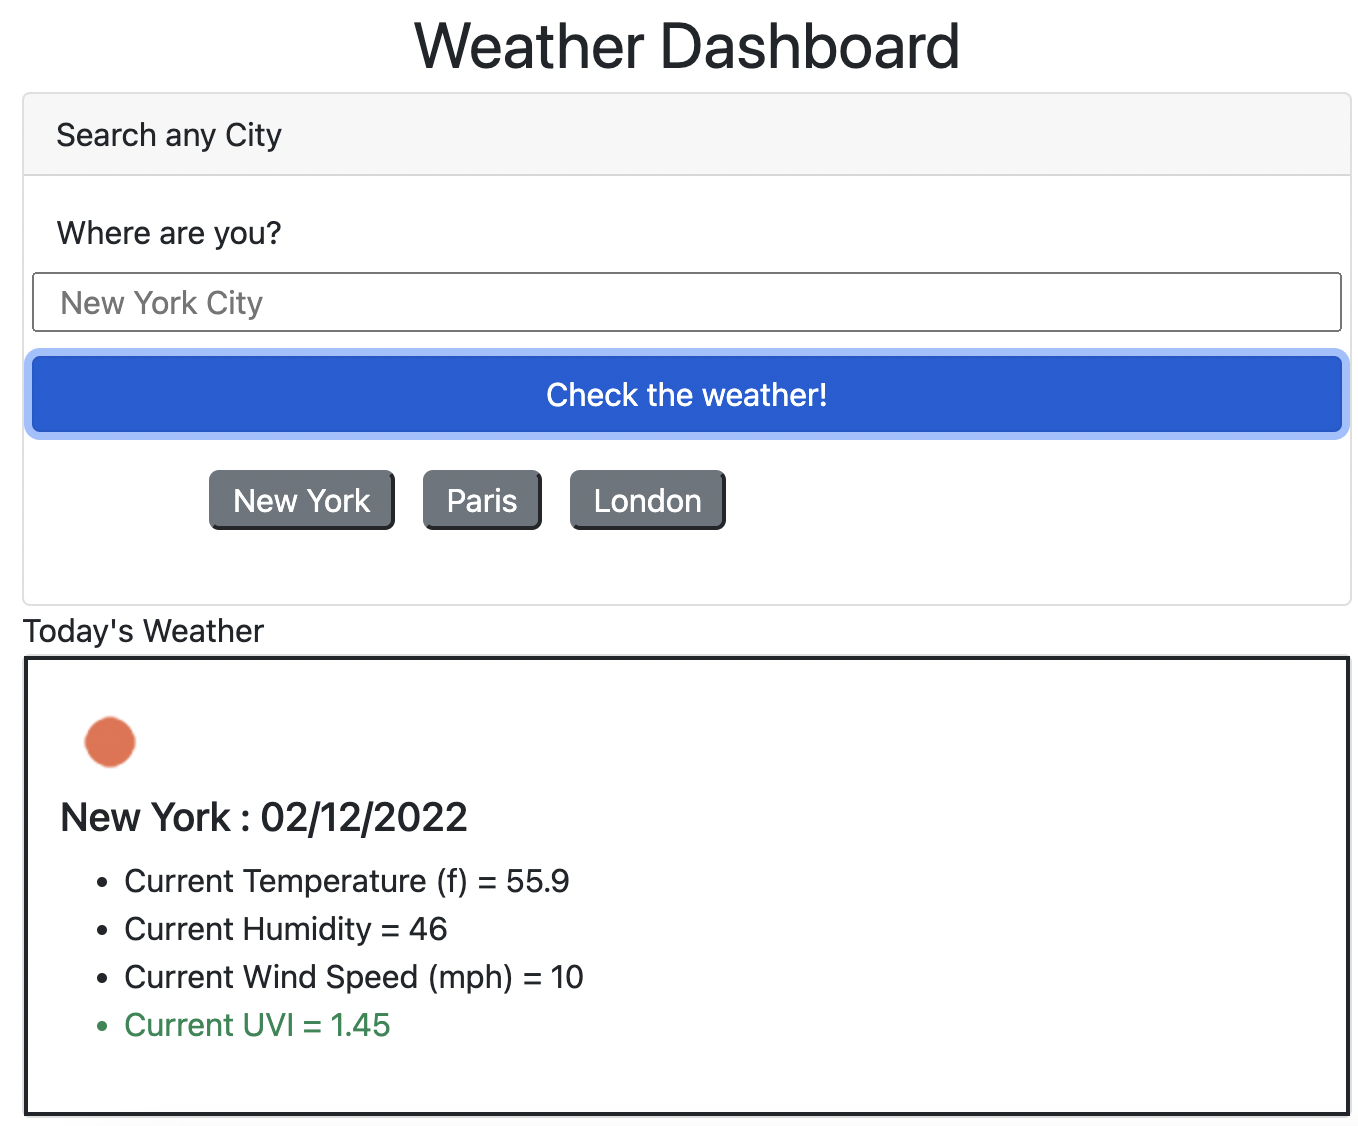 Weather Dashboard
Search any City
Where are you?
New York City
Check the weather!
New York Paris London
Today's Weather
New York : 02/12/2022
• Current Temperature (f) = 55.9
• Current Humidity = 46
• Current Wind Speed (mph) = 10
• Current UVI = 1.45